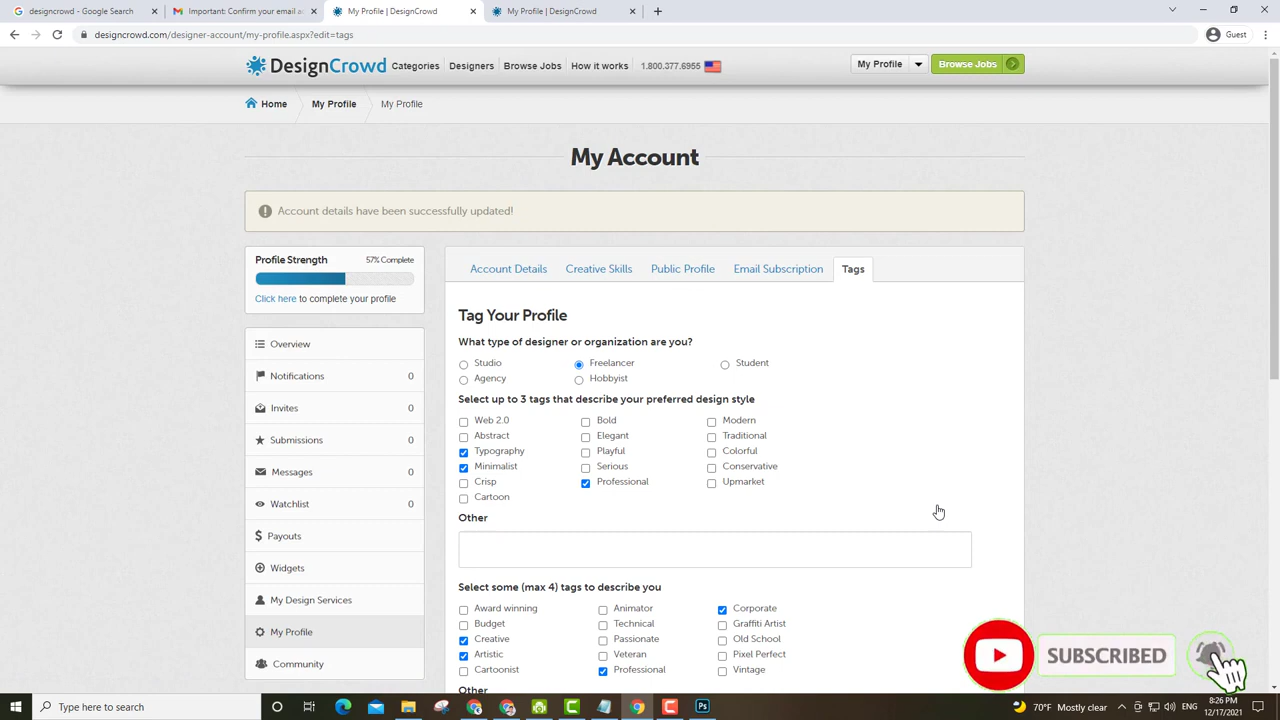 designcrowd - Google Search
Important: Confirm your email a
My Profile | DesignCrowd
My Profile | DesignCrowd
designcrowd.com/designer-account/my-profile.aspx?edit=tags
Guest
DesignCrowd
Categories
Designers
Browse Jobs
How it works
1.800.377.6955
My Profile
Browse Jobs
Home
My Profile
My Profile
My Account
Account details have been successfully updated!
Profile Strength
57% Complete
Click here to complete your profile
Overview
Notifications 0
Invites 0
Submissions 0
Messages 0
Watchlist 0
Payouts
Widgets
My Design Services
My Profile
Community
Account Details
Creative Skills
Public Profile
Email Subscription
Tags
Tag Your Profile
What type of designer or organization are you?
Studio
Freelancer
Student
Agency
Hobbyist
Select up to 3 tags that describe your preferred design style
Web 2.0
Bold
Modern
Abstract
Elegant
Traditional
Typography
Playful
Colorful
Minimalist
Serious
Conservative
Crisp
Professional
Upmarket
Cartoon
Other
Select some (max 4) tags to describe you
Award winning
Animator
Corporate
Budget
Technical
Graffiti Artist
Creative
Passionate
Old School
Artistic
Veteran
Pixel Perfect
Cartoonist
Professional
Vintage
Other
SUBSCRIBED
Type here to search
Ps
70°F Mostly clear
ENG
8:26 PM
12/17/2021